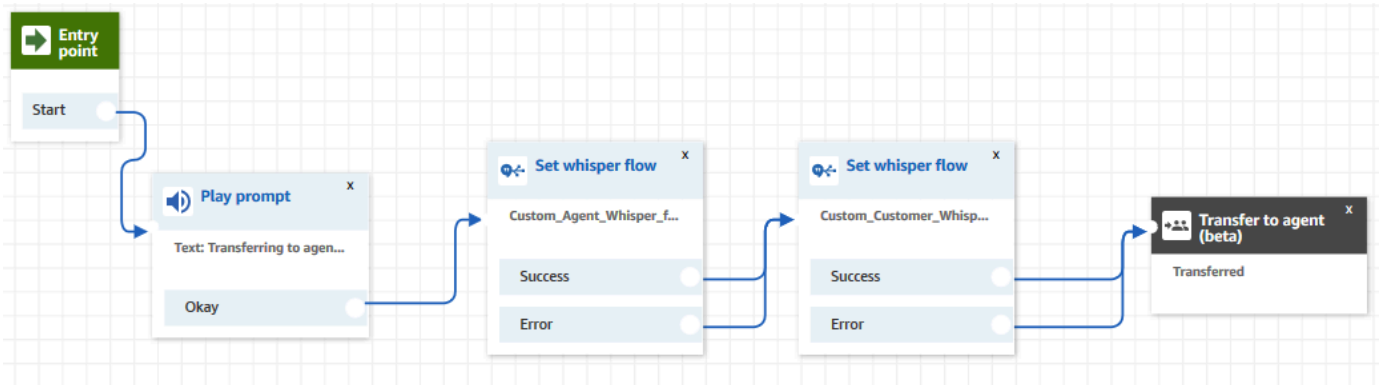 Entry
point
Start
x
Play prompt
Text: Transferring to agen...
Okay
x
Set whisper flow
Custom_Agent_Whisper_f...
Success
Error
x
Set whisper flow
Custom_Customer_Whisp...
Success
Error
x
Transfer to agent
(beta)
Transferred